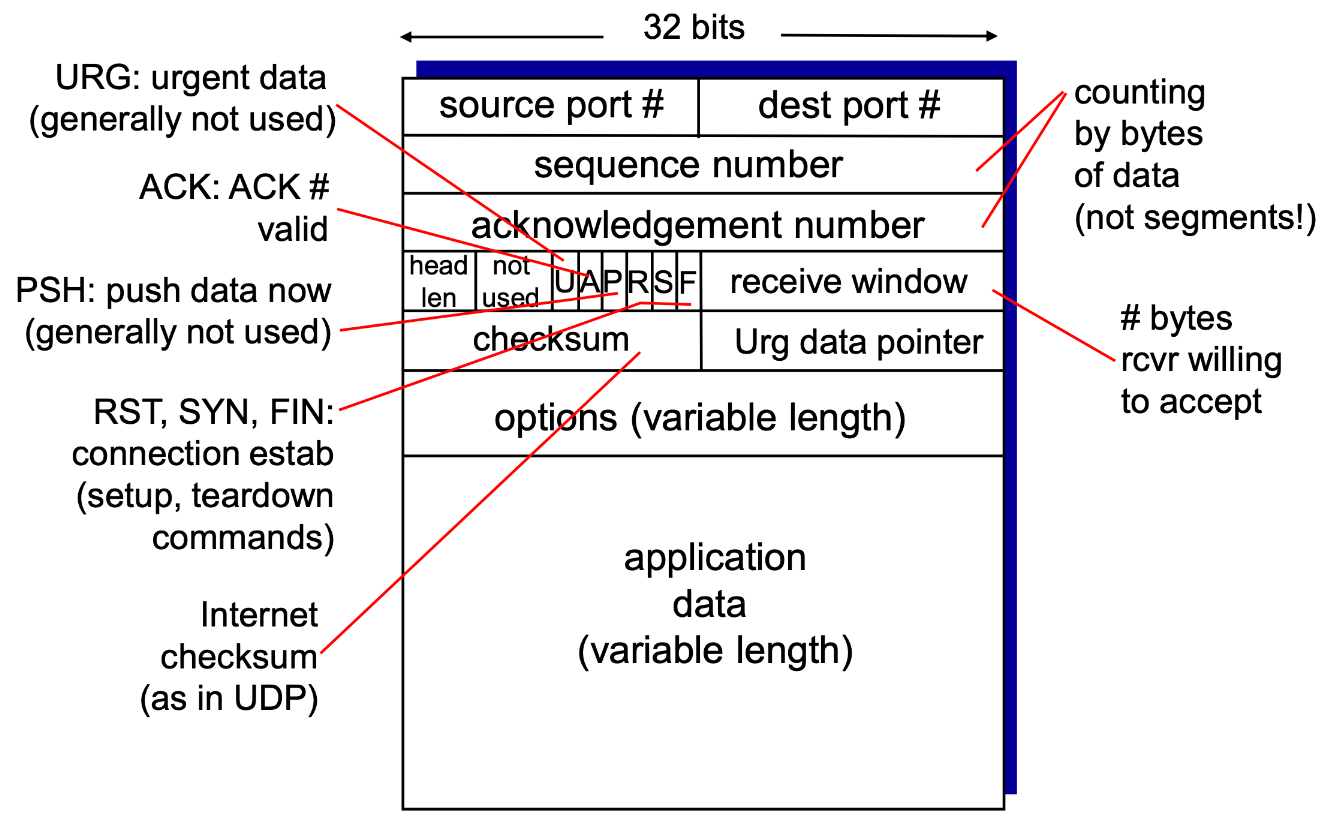 32 bits
URG: urgent data
(generally not used)
ACK: ACK #
valid
PSH: push data now
(generally not used)
RST, SYN, FIN:
connection estab
(setup, teardown
commands)
Internet
checksum
(as in UDP)
source port #
dest port #
sequence number
acknowledgement number
head
len
not
used
U
A
P
R
S
F
receive window
checksum
Urg data pointer
options (variable length)
application
data
(variable length)
counting
by bytes
of data
(not segments!)
# bytes
rcvr willing
to accept